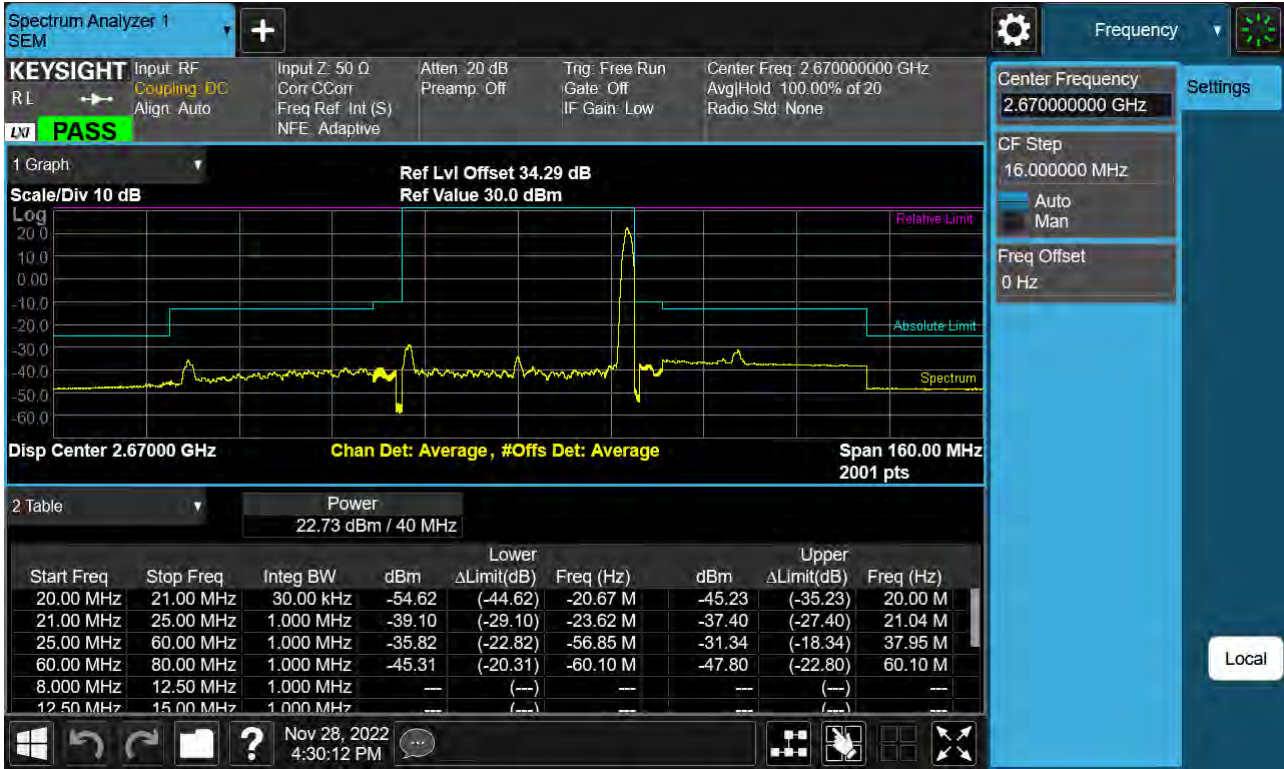 Spectrum Analyzer 1
SEM
+
Frequency
KEYSIGHT
RL
LXI
PASS
Input: RF
Coupling: DC
Align: Auto
Input Z: 50 Ω
Corr CCorr
Freq Ref: Int (S)
NFE: Adaptive
Atten: 20 dB
Preamp: Off
Trig: Free Run
Gate: Off
IF Gain: Low
Center Freq: 2.670000000 GHz
Avg|Hold: 100.00% of 20
Radio Std: None
Center Frequency
2.670000000 GHz
Settings
CF Step
16.000000 MHz
Auto
Man
Freq Offset
0 Hz
Local
1 Graph
Scale/Div 10 dB
Ref Lvl Offset 34.29 dB
Ref Value 30.0 dBm
Log
20.0
10.0
0.00
-10.0
-20.0
-30.0
-40.0
-50.0
-60.0
Relative Limit
Absolute Limit
Spectrum
Disp Center 2.67000 GHz
Chan Det: Average, #Offs Det: Average
Span 160.00 MHz
2001 pts
2 Table
Power
22.73 dBm / 40 MHz
Lower Upper
Start Freq Stop Freq Integ BW dBm ΔLimit(dB) Freq (Hz) dBm ΔLimit(dB) Freq (Hz)
20.00 MHz 21.00 MHz 30.00 kHz -54.62 (-44.62) -20.67 M -45.23 (-35.23) 20.00 M
21.00 MHz 25.00 MHz 1.000 MHz -39.10 (-29.10) -23.62 M -37.40 (-27.40) 21.04 M
25.00 MHz 60.00 MHz 1.000 MHz -35.82 (-22.82) -56.85 M -31.34 (-18.34) 37.95 M
60.00 MHz 80.00 MHz 1.000 MHz -45.31 (-20.31) -60.10 M -47.80 (-22.80) 60.10 M
8.000 MHz 12.50 MHz 1.000 MHz --- (---) --- --- (---) ---
12.50 MHz 15.00 MHz 1.000 MHz --- (---) --- --- (---) ---
?
Nov 28, 2022
4:30:12 PM